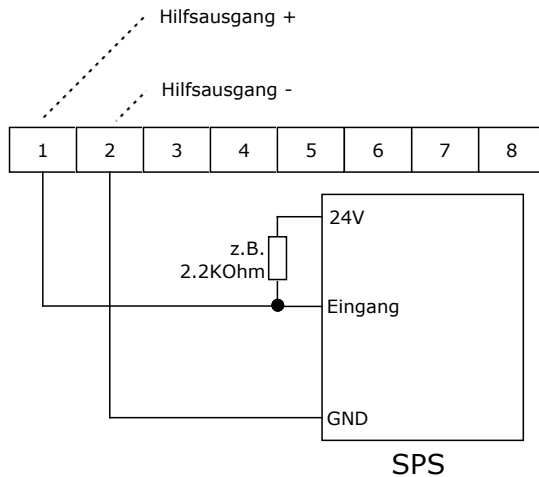 Hilfsausgang +
Hilfsausgang -
1 2 3 4 5 6 7 8
24V
z.B.
2.2KOhm
Eingang
GND
SPS